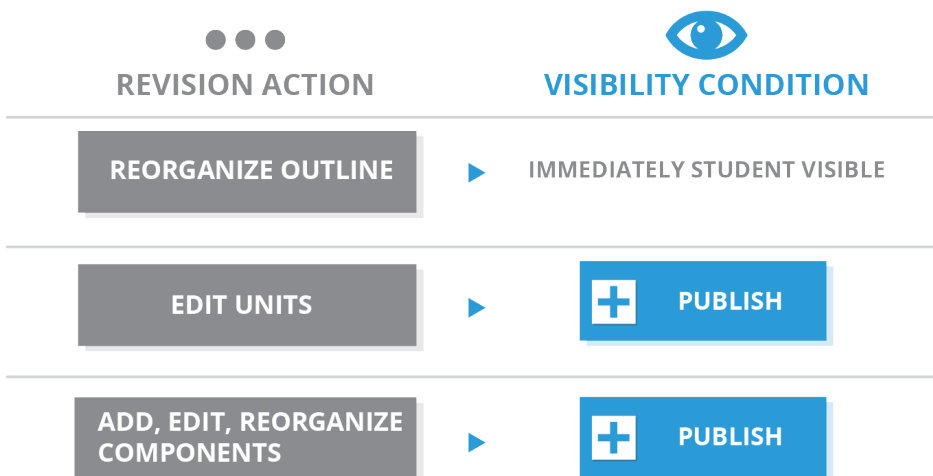 REVISION ACTION
VISIBILITY CONDITION
REORGANIZE OUTLINE
IMMEDIATELY STUDENT VISIBLE
EDIT UNITS
PUBLISH
ADD, EDIT, REORGANIZE
COMPONENTS
PUBLISH